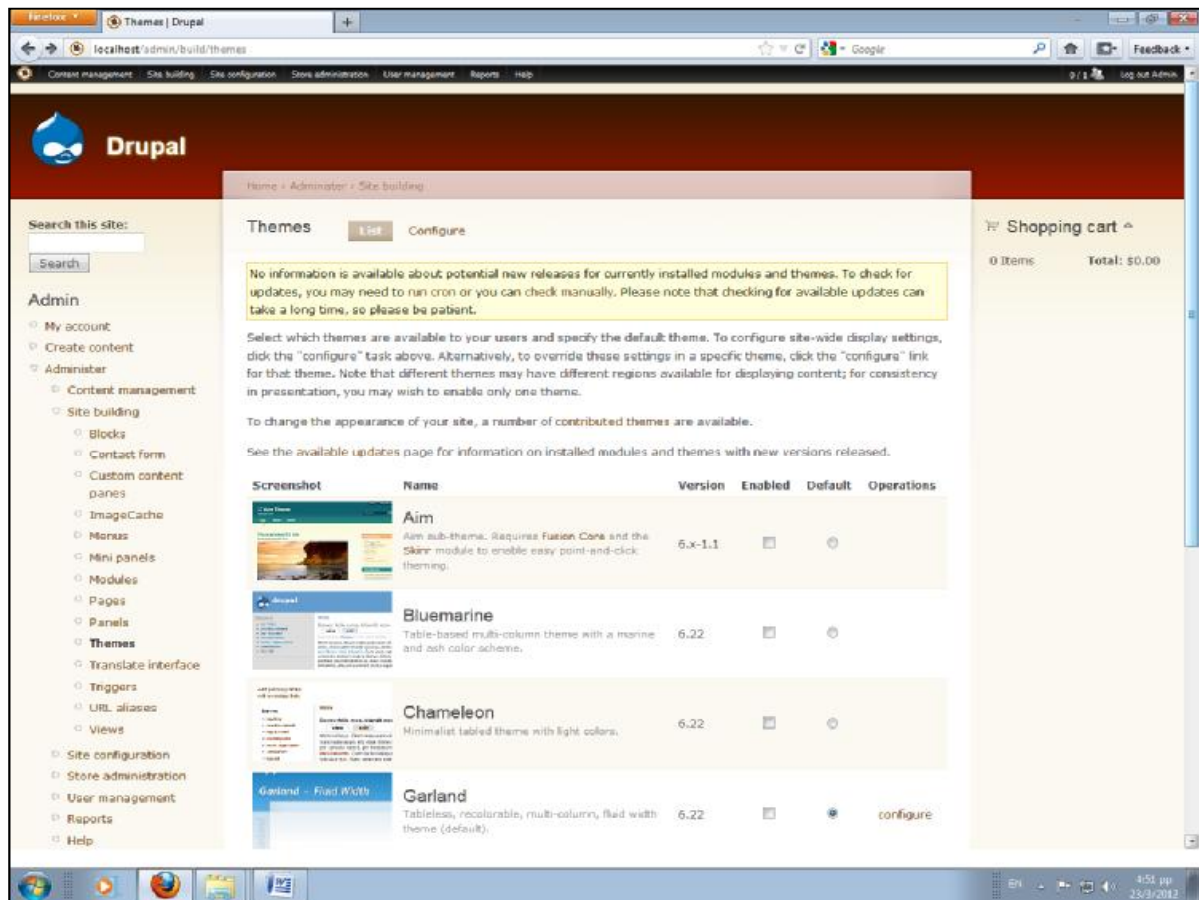 Firefox
Themes | Drupal
+
localhost/admin/build/themes
Google
Feedback
Content management Site building Site configuration Store administration User management Reports Help
0 / 1
Log out Admin
Drupal
Home › Administer › Site building
Search this site:
Search
Admin
My account
Create content
Administer
Content management
Site building
Blocks
Contact form
Custom content
panes
ImageCache
Menus
Mini panels
Modules
Pages
Panels
Themes
Translate interface
Triggers
URL aliases
Views
Site configuration
Store administration
User management
Reports
Help
Themes List Configure
No information is available about potential new releases for currently installed modules and themes. To check for
updates, you may need to run cron or you can check manually. Please note that checking for available updates can
take a long time, so please be patient.
Select which themes are available to your users and specify the default theme. To configure site-wide display settings,
click the "configure" task above. Alternatively, to override these settings in a specific theme, click the "configure" link
for that theme. Note that different themes may have different regions available for displaying content; for consistency
in presentation, you may wish to enable only one theme.
To change the appearance of your site, a number of contributed themes are available.
See the available updates page for information on installed modules and themes with new versions released.
Screenshot Name Version Enabled Default Operations
Aim
Aim sub-theme. Requires Fusion Core and the
Skinr module to enable easy point-and-click
theming.
6.x-1.1
drupal
Bluemarine
Table-based multi-column theme with a marine
and ash color scheme.
6.22
Chameleon
Minimalist tabled theme with light colors.
6.22
Garland - Fluid Width
Garland
Tableless, recolorable, multi-column, fluid width
theme (default).
6.22
configure
Shopping cart
0 Items Total: $0.00
EN
4:51 μμ
23/3/2012